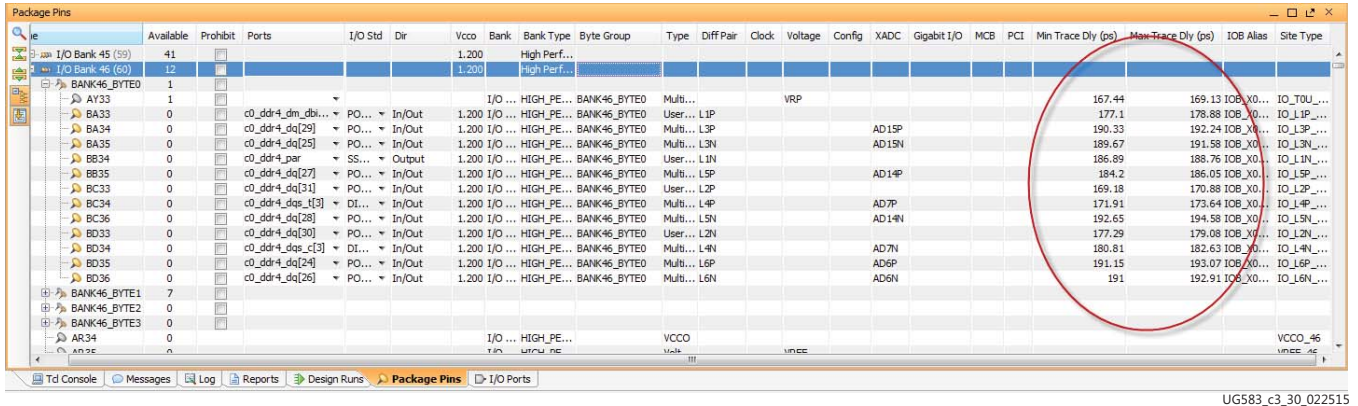 Package Pins
Available Prohibit Ports I/O Std Dir Vcco Bank Bank Type Byte Group Type Diff Pair Clock Voltage Config XADC Gigabit I/O MCB PCI Min Trace Dly (ps) Max Trace Dly (ps) IOB Alias Site Type
I/O Bank 45 (59) 41 1.200 High Perf...
I/O Bank 46 (60) 12 1.200 High Perf...
BANK46_BYTE0 1
AY33 1 I/O ... HIGH_PE... BANK46_BYTE0 Multi... VRP 167.44 169.13 IOB_X0... IO_T0U_...
BA33 0 c0_ddr4_dm_dbi... PO... In/Out 1.200 I/O ... HIGH_PE... BANK46_BYTE0 User... L1P 177.1 178.88 IOB_X0... IO_L1P_...
BA34 0 c0_ddr4_dq[29] PO... In/Out 1.200 I/O ... HIGH_PE... BANK46_BYTE0 Multi... L3P AD15P 190.33 192.24 IOB_X0... IO_L3P_...
BA35 0 c0_ddr4_dq[25] PO... In/Out 1.200 I/O ... HIGH_PE... BANK46_BYTE0 Multi... L3N AD15N 189.67 191.58 IOB_X0... IO_L3N_...
BB34 0 c0_ddr4_par SS... Output 1.200 I/O ... HIGH_PE... BANK46_BYTE0 User... L1N 186.89 188.76 IOB_X0... IO_L1N_...
BB35 0 c0_ddr4_dq[27] PO... In/Out 1.200 I/O ... HIGH_PE... BANK46_BYTE0 Multi... L5P AD14P 184.2 186.05 IOB_X0... IO_L5P_...
BC33 0 c0_ddr4_dq[31] PO... In/Out 1.200 I/O ... HIGH_PE... BANK46_BYTE0 User... L2P 169.18 170.88 IOB_X0... IO_L2P_...
BC34 0 c0_ddr4_dqs_t[3] DI... In/Out 1.200 I/O ... HIGH_PE... BANK46_BYTE0 Multi... L4P AD7P 171.91 173.64 IOB_X0... IO_L4P_...
BC36 0 c0_ddr4_dq[28] PO... In/Out 1.200 I/O ... HIGH_PE... BANK46_BYTE0 Multi... L5N AD14N 192.65 194.58 IOB_X0... IO_L5N_...
BD33 0 c0_ddr4_dq[30] PO... In/Out 1.200 I/O ... HIGH_PE... BANK46_BYTE0 User... L2N 177.29 179.08 IOB_X0... IO_L2N_...
BD34 0 c0_ddr4_dqs_c[3] DI... In/Out 1.200 I/O ... HIGH_PE... BANK46_BYTE0 Multi... L4N AD7N 180.81 182.63 IOB_X0... IO_L4N_...
BD35 0 c0_ddr4_dq[24] PO... In/Out 1.200 I/O ... HIGH_PE... BANK46_BYTE0 Multi... L6P AD6P 191.15 193.07 IOB_X0... IO_L6P_...
BD36 0 c0_ddr4_dq[26] PO... In/Out 1.200 I/O ... HIGH_PE... BANK46_BYTE0 Multi... L6N AD6N 191 192.91 IOB_X0... IO_L6N_...
BANK46_BYTE1 7
BANK46_BYTE2 0
BANK46_BYTE3 0
AR34 0 I/O ... HIGH_PE... VCCO VCCO_46
Tcl Console Messages Log Reports Design Runs Package Pins I/O Ports
UG583_c3_30_022515